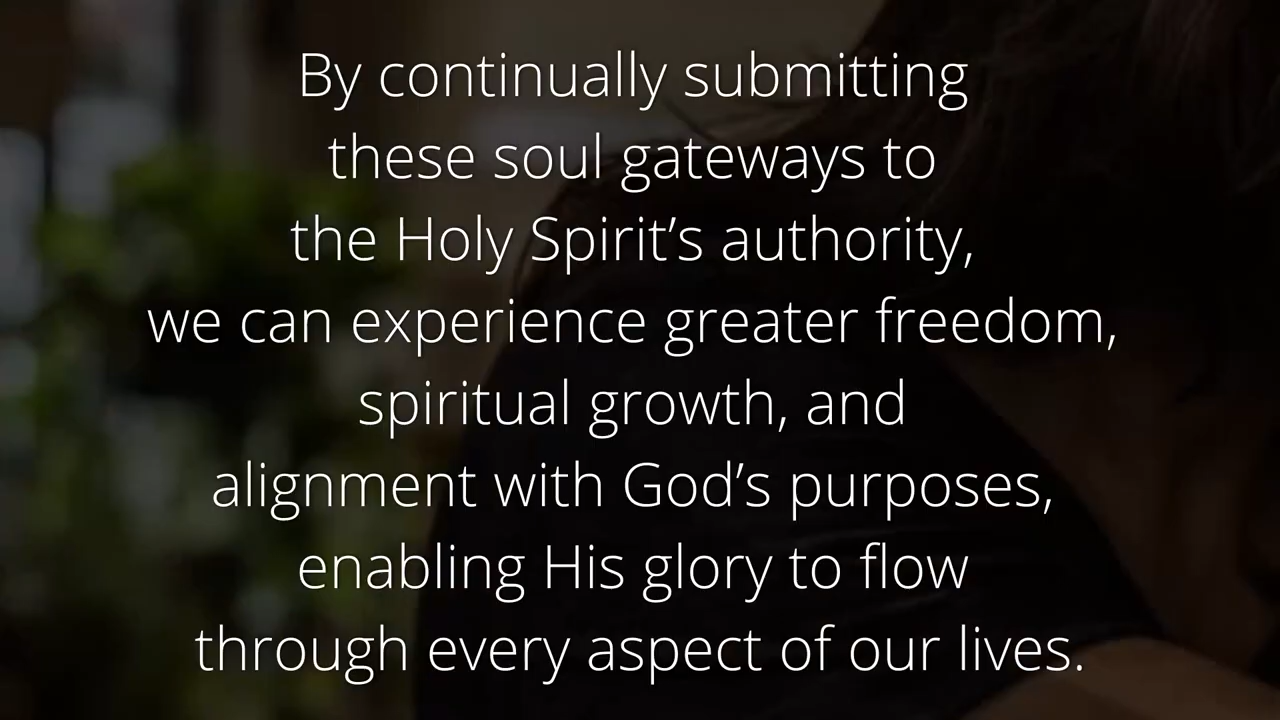 By continually submitting
these soul gateways to
the Holy Spirit’s authority,
we can experience greater freedom,
spiritual growth, and
alignment with God’s purposes,
enabling His glory to flow
through every aspect of our lives.